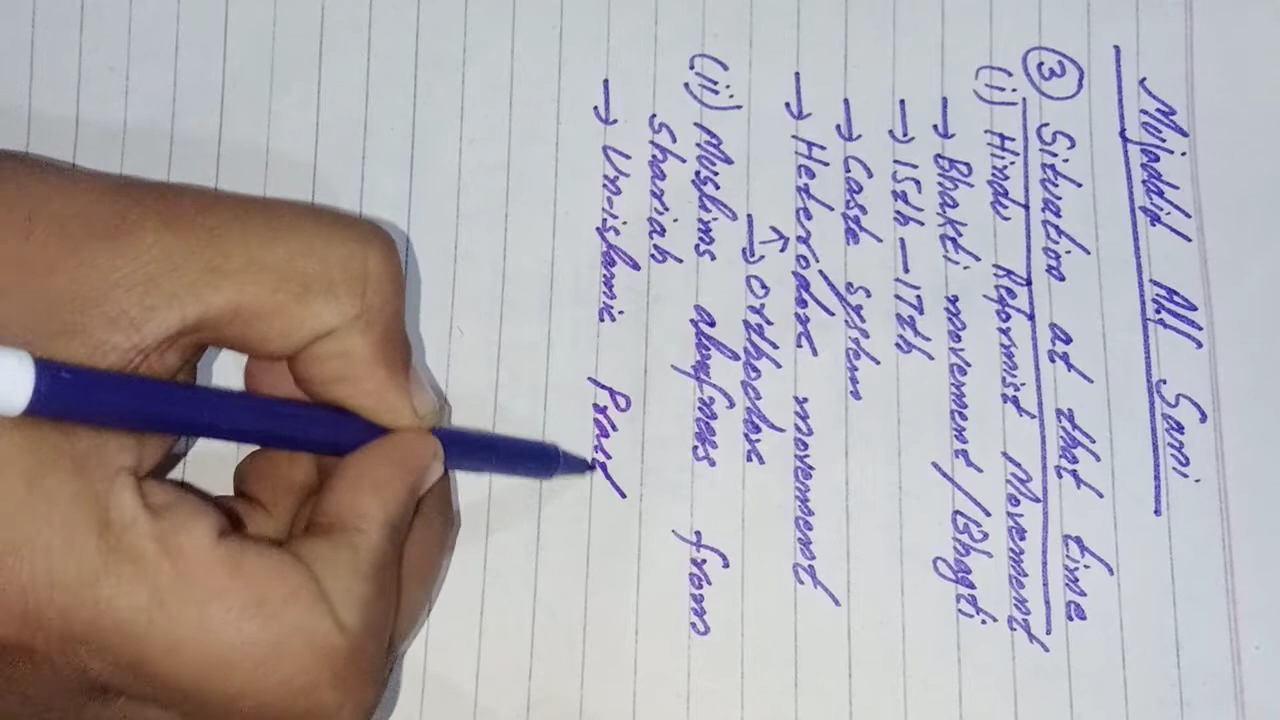 Mujaddid Alf Sani
③ Situation at that time
(i) Hindu Reformist Movement
→ Bhakti movement / Bhagti
→ 15th – 17th
→ Caste system
→ Heterodox movement
↑ → orthodox
(ii) Muslims aloofness from
Shariah
→ Un-islamic